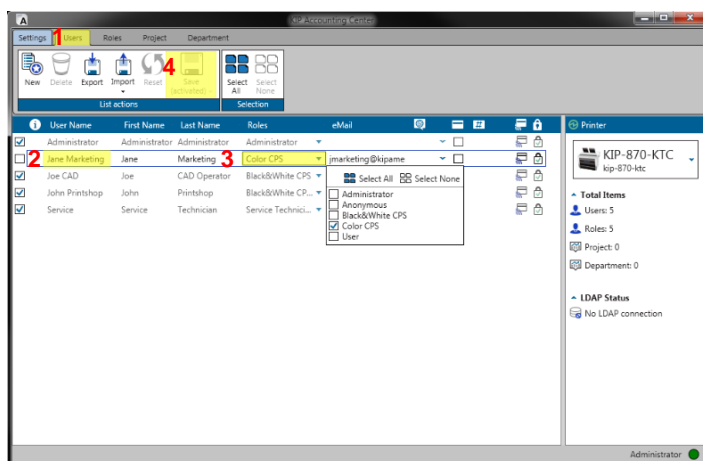 A
KIP Accounting Center
Settings Users Roles Project Department
1
4
New Delete Export Import Reset Save (activated) Select All Select None
List actions Selection
User Name First Name Last Name Roles eMail #
Administrator Administrator Administrator Administrator
2 Jane Marketing Jane Marketing 3 Color CPS jmarketing@kipame
Joe CAD Joe CAD Operator Black&White CPS
John Printshop John Printshop Black&White CP...
Service Service Technician Service Technici...
Select All Select None
Administrator
Anonymous
Black&White CPS
Color CPS
User
Printer
KIP-870-KTC
kip-870-ktc
Total Items
Users: 5
Roles: 5
Project: 0
Department: 0
LDAP Status
No LDAP connection
Administrator